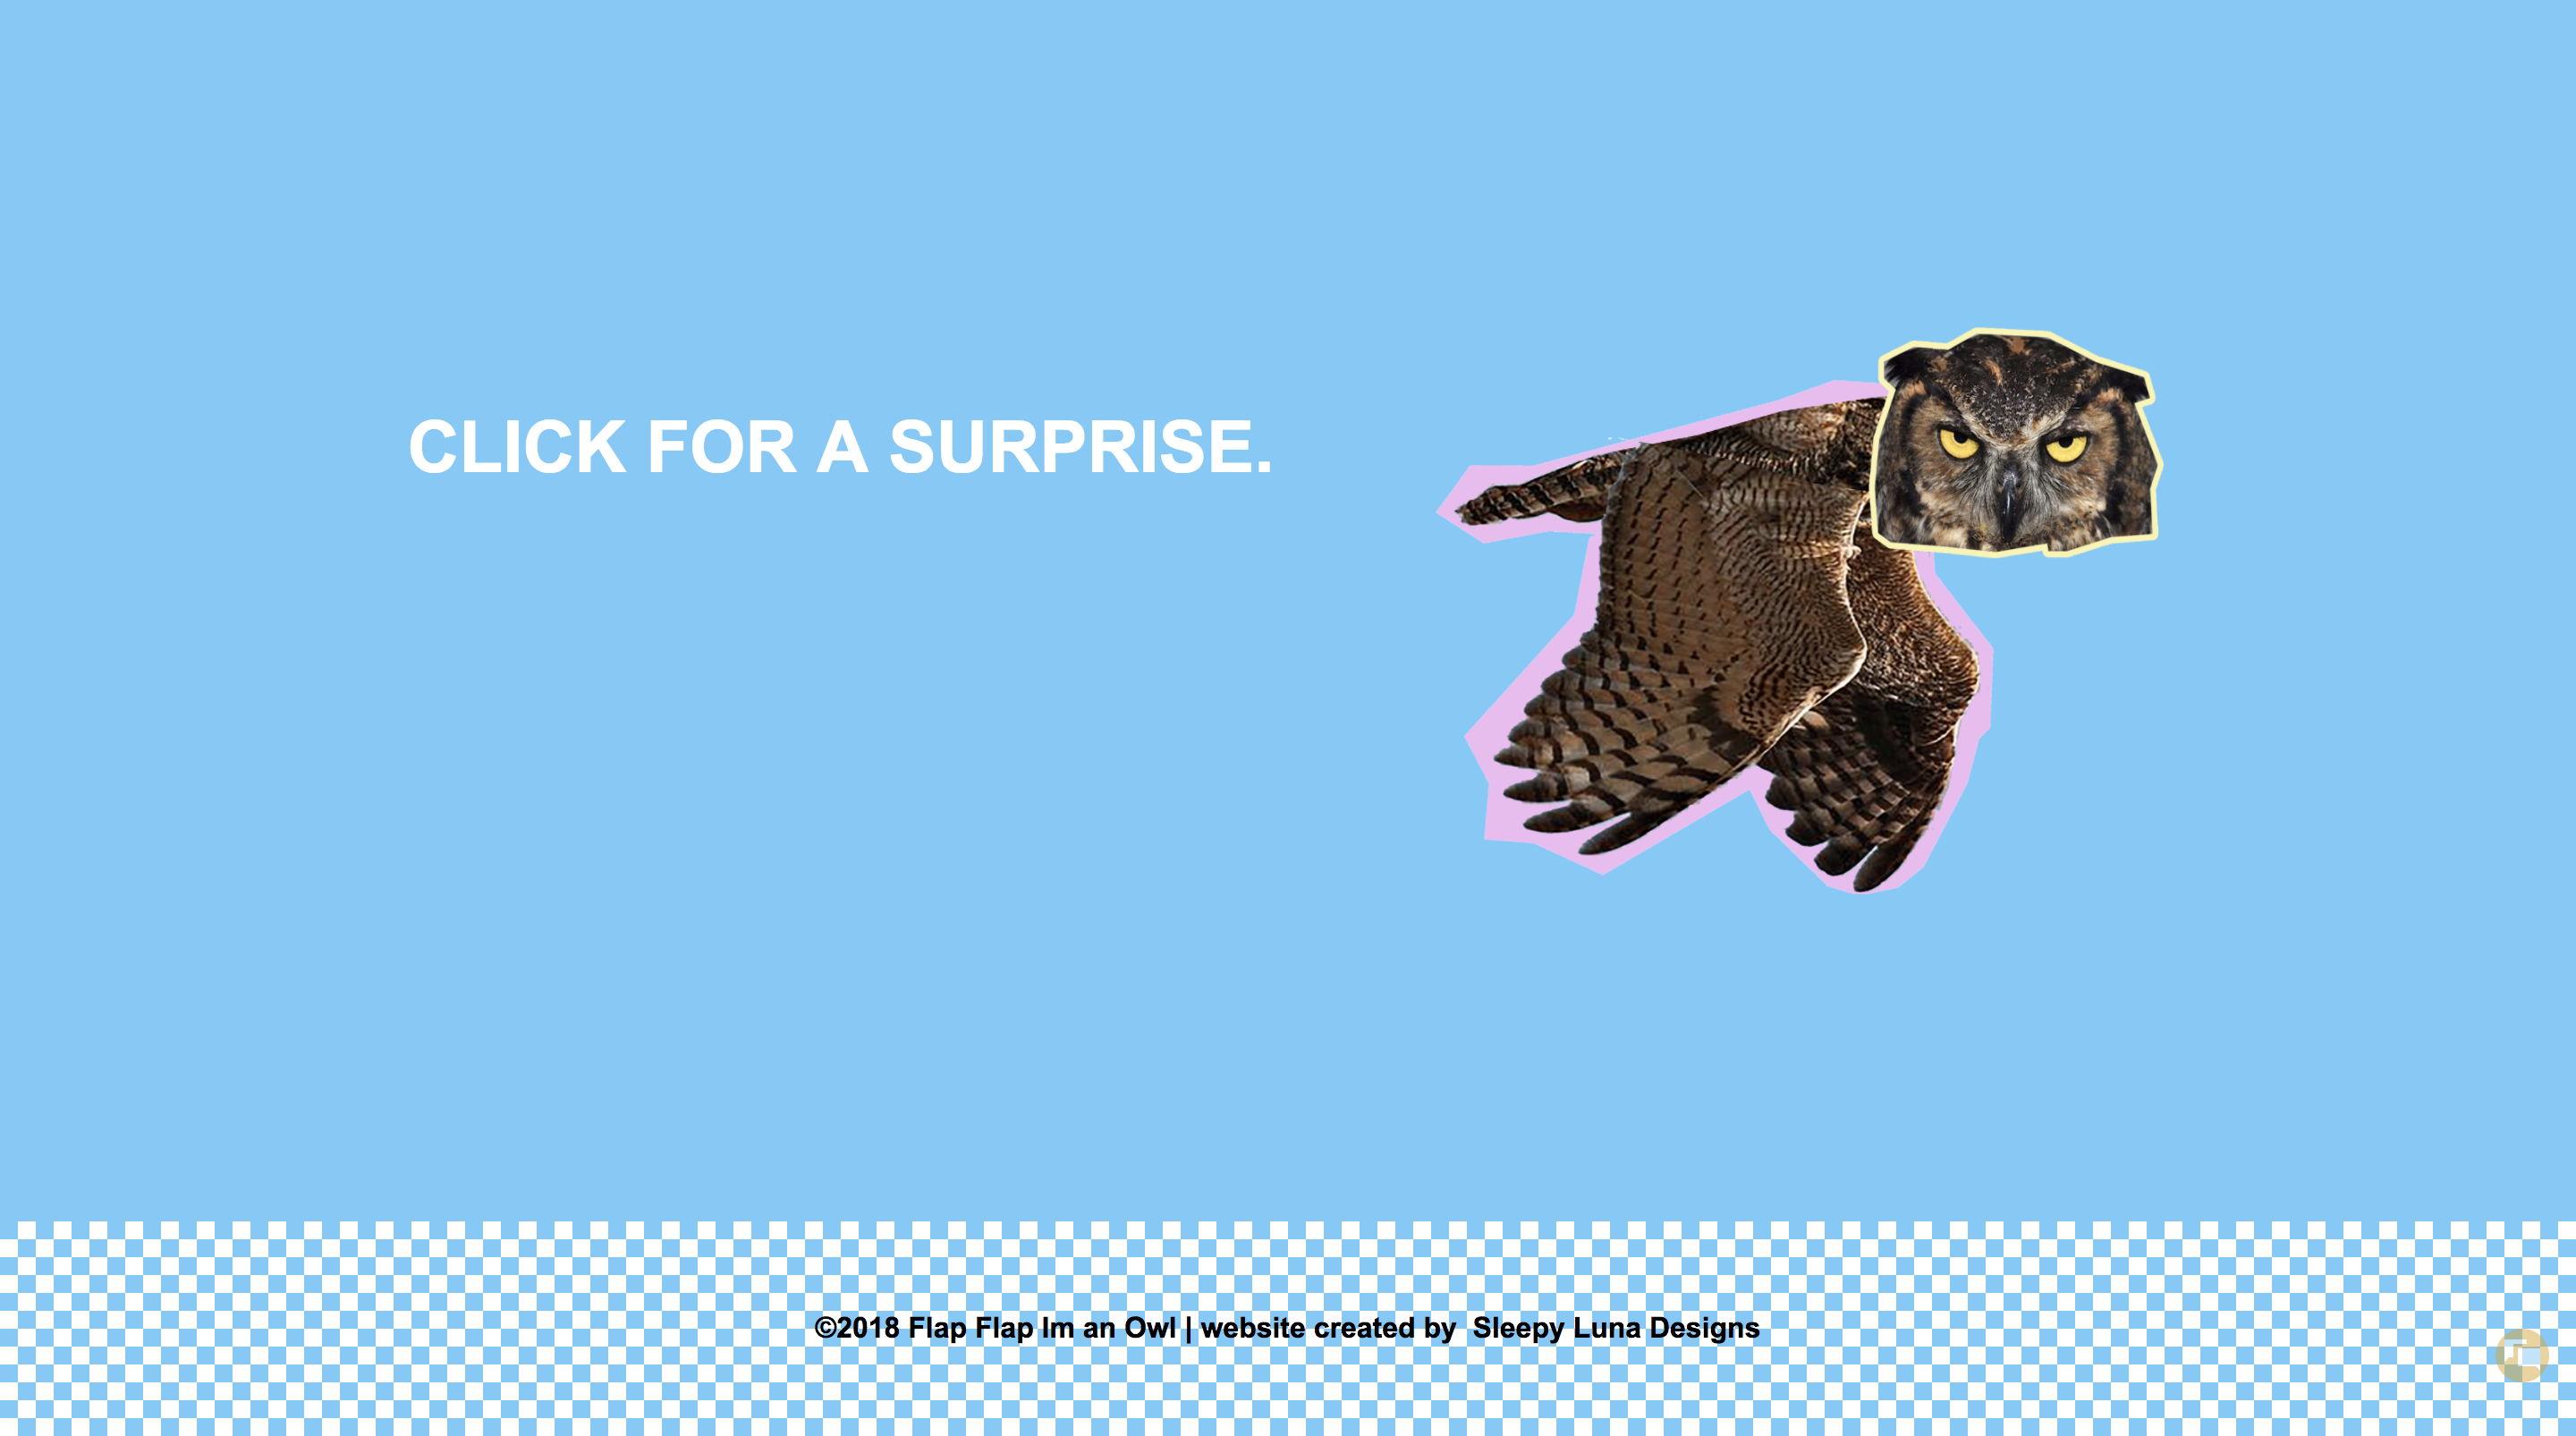 CLICK FOR A SURPRISE.
©2018 Flap Flap Im an Owl | website created by  Sleepy Luna Designs